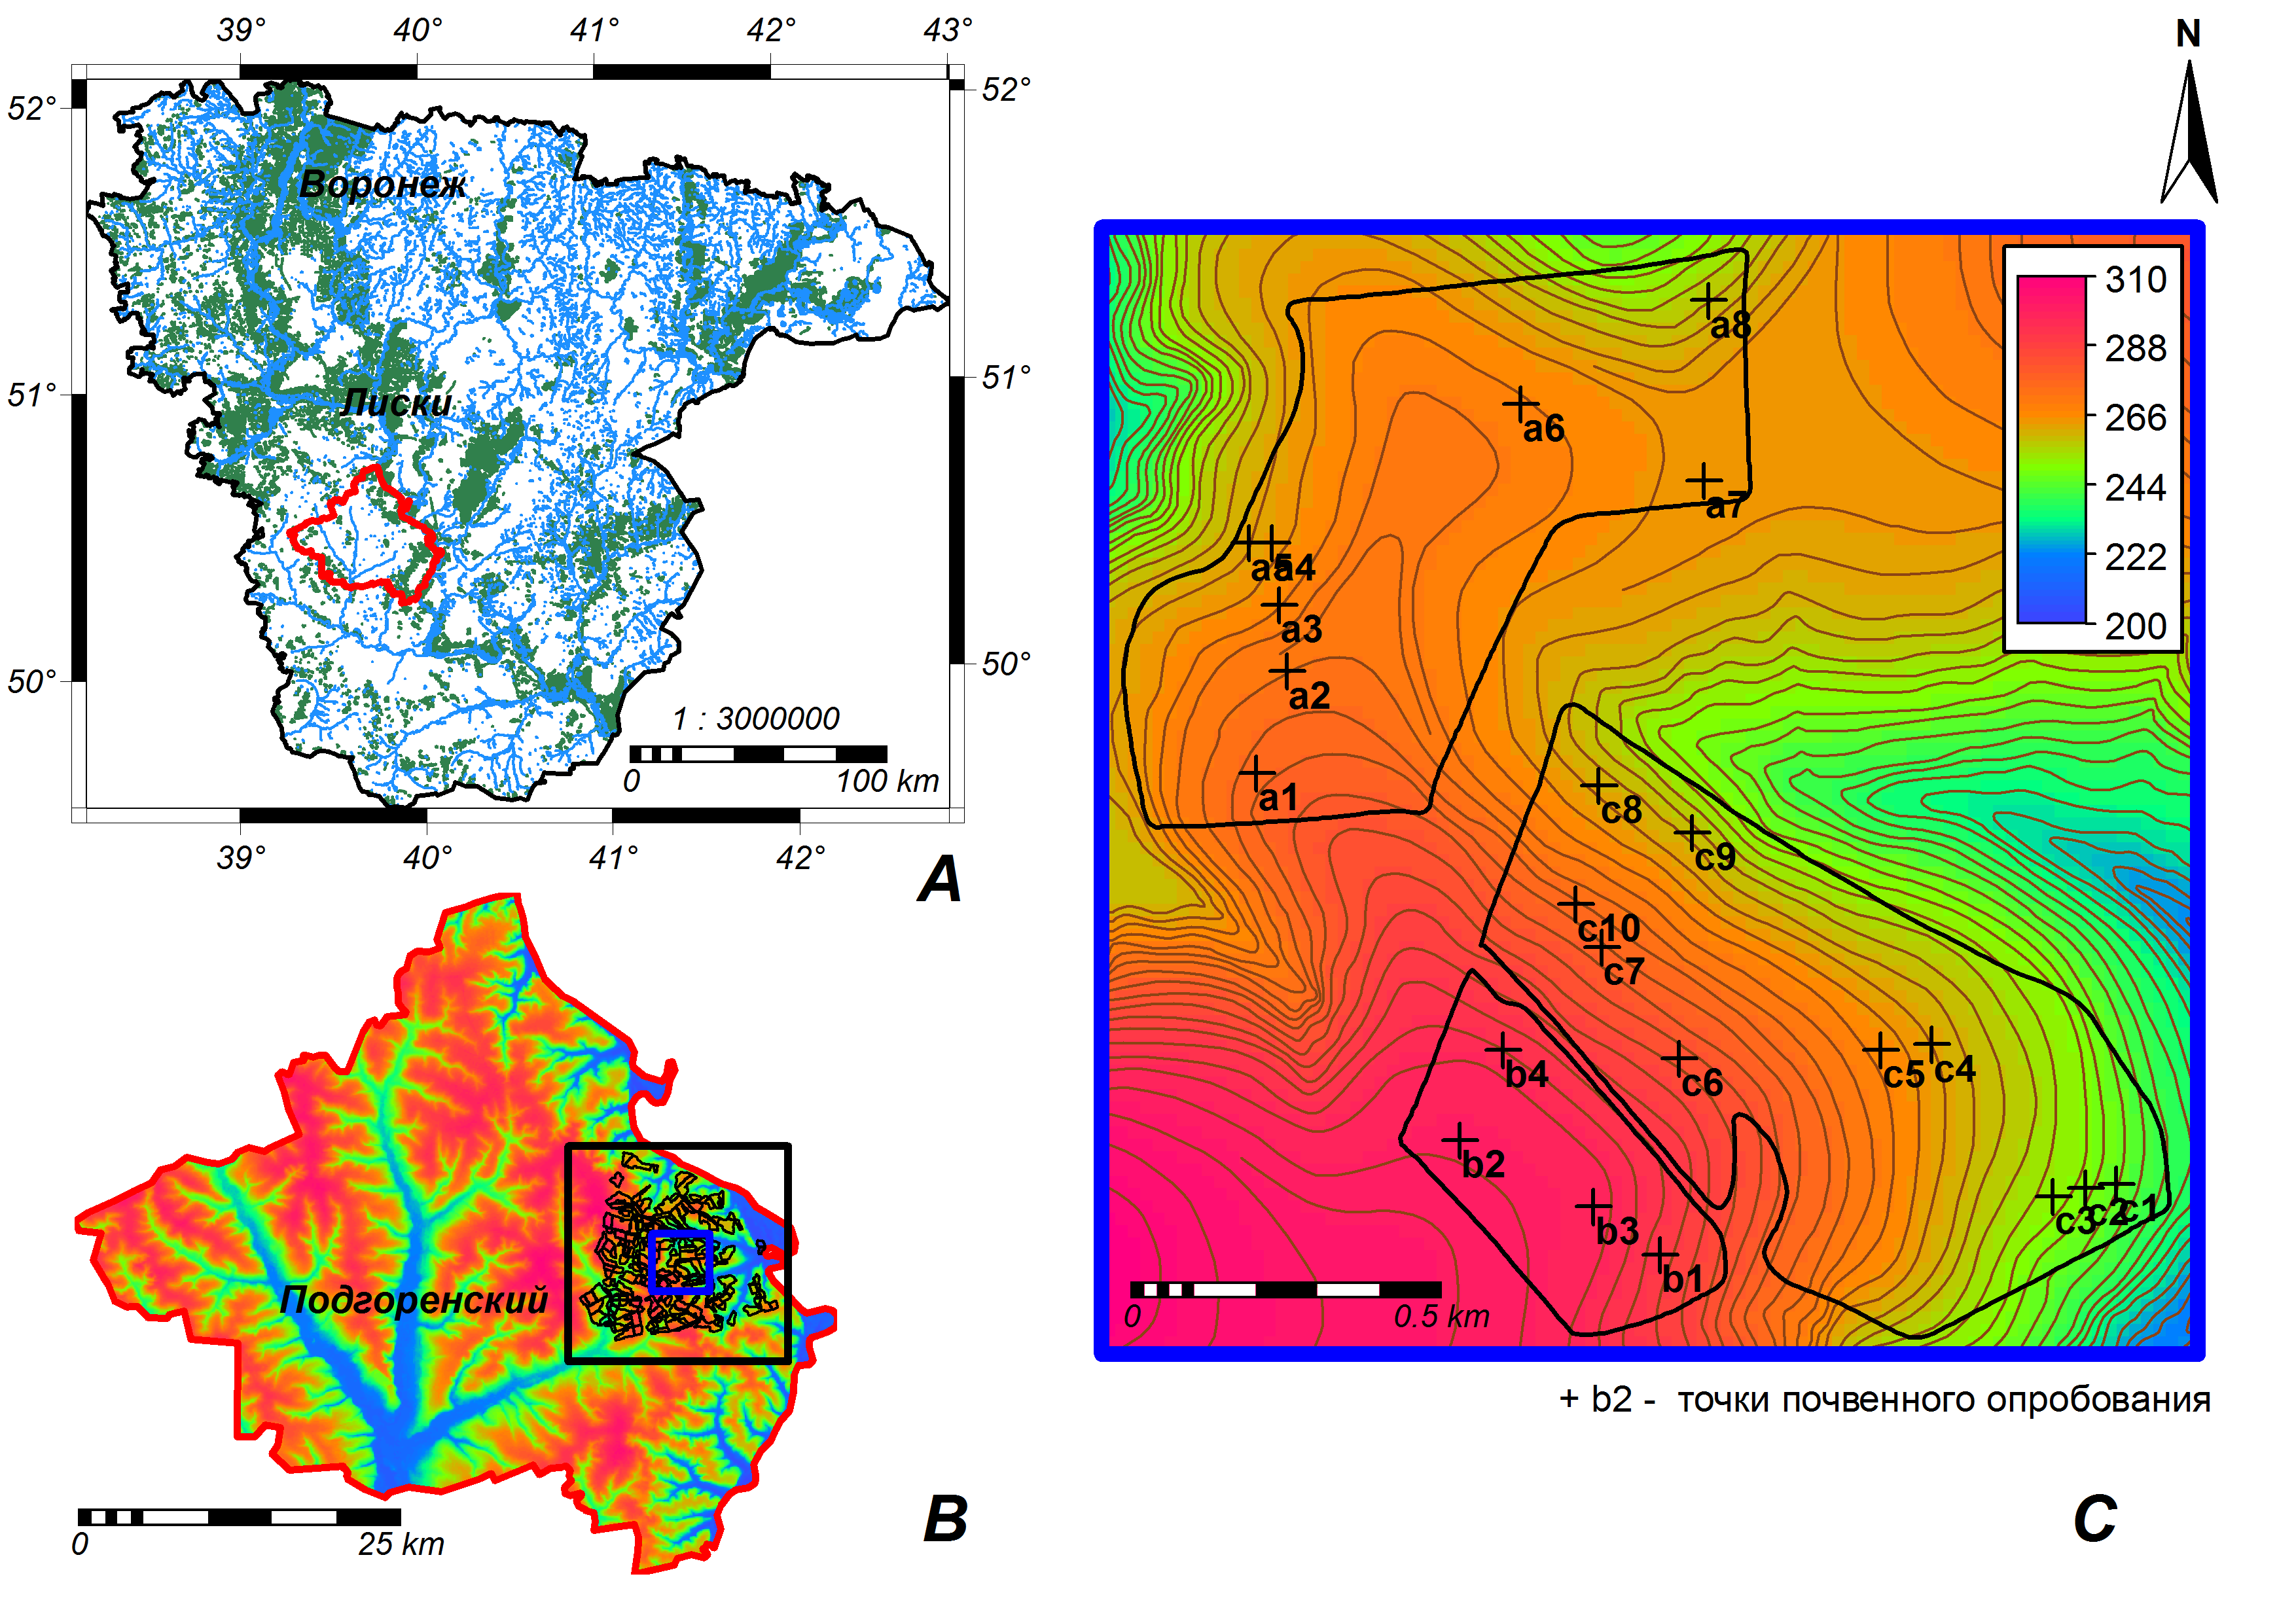 39° 40° 41° 42° 43°
52° 52°
Воронеж
51° 51°
Лиски
50° 50°
1 : 3000000
0 100 km
39° 40° 41° 42°
A
Подгоренский
0 25 km
B
N
310
288
266
244
222
200
a8
a6
a7
a5 a4
a3
a2
a1
c8
c9
c10
c7
b4
c6
c5 c4
b2
c3 c2 c1
b3
b1
0 0.5 km
+ b2 - точки почвенного опробования
C